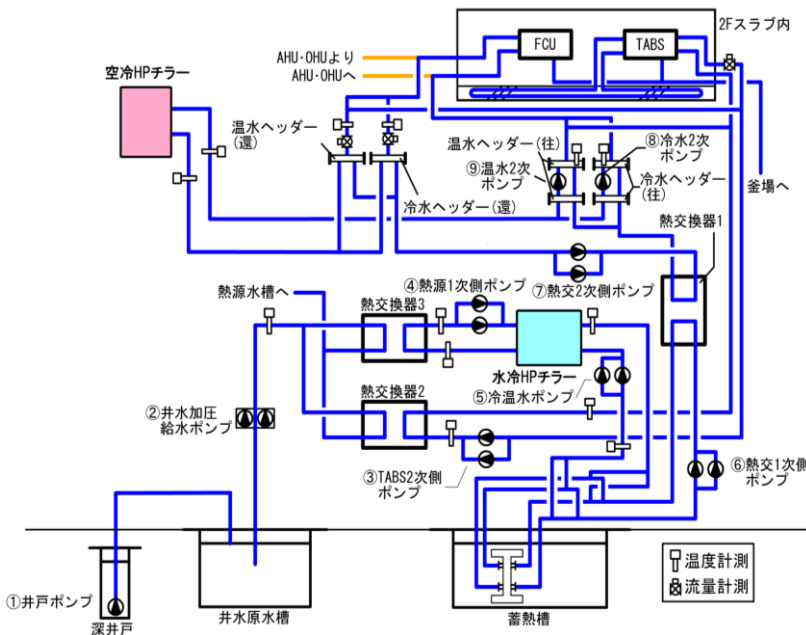 2Fスラブ内
FCU
TABS
AHU・OHUより
AHU・OHUへ
空冷HPチラー
温水ヘッダー
(還)
温水ヘッダー(往)
⑧冷水2次
ポンプ
⑨温水2次
ポンプ
冷水ヘッダー
(往)
釜場へ
冷水ヘッダー(還)
熱交換器1
⑦熱交2次側ポンプ
④熱源1次側ポンプ
熱源水槽へ
熱交換器3
水冷HPチラー
⑤冷温水ポンプ
熱交換器2
②井水加圧
給水ポンプ
③TABS2次側
ポンプ
⑥熱交1次側
ポンプ
①井戸ポンプ
深井戸
井水原水槽
蓄熱槽
温度計測
流量計測